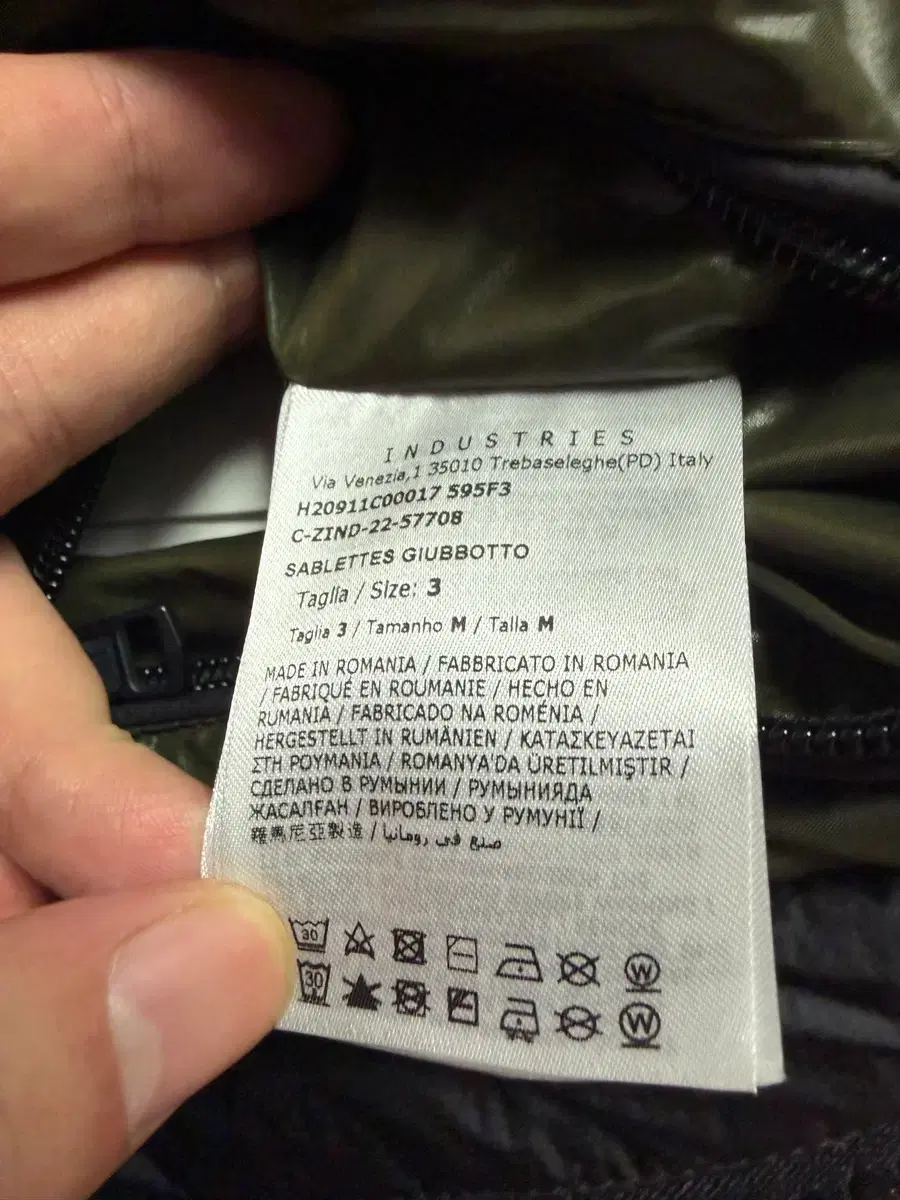 INDUSTRIES
Via Venezia,1 35010 Trebaseleghe(PD) Italy
H20911C00017 595F3
C-ZIND-22-57708
SABLETTES GIUBBOTTO
Taglia / Size: 3
Taglia 3 / Tamanho M / Talla M
MADE IN ROMANIA / FABBRICATO IN ROMANIA
/ FABRIQUÉ EN ROUMANIE / HECHO EN
RUMANIA / FABRICADO NA ROMÉNIA /
HERGESTELLT IN RUMÄNIEN / ΚΑΤΑΣΚΕΥΑΖΕΤΑΙ
ΣΤΗ ΡΟΥΜΑΝΙΑ / ROMANYA'DA ÜRETILMIŞTIR /
СДЕЛАНО В РУМЫНИИ / РУМЫНИЯДА
ЖАСАЛҒАН / ВИРОБЛЕНО У РУМУНІЇ /
羅馬尼亞製造 / صنع في رومانيا
30 W
30 W